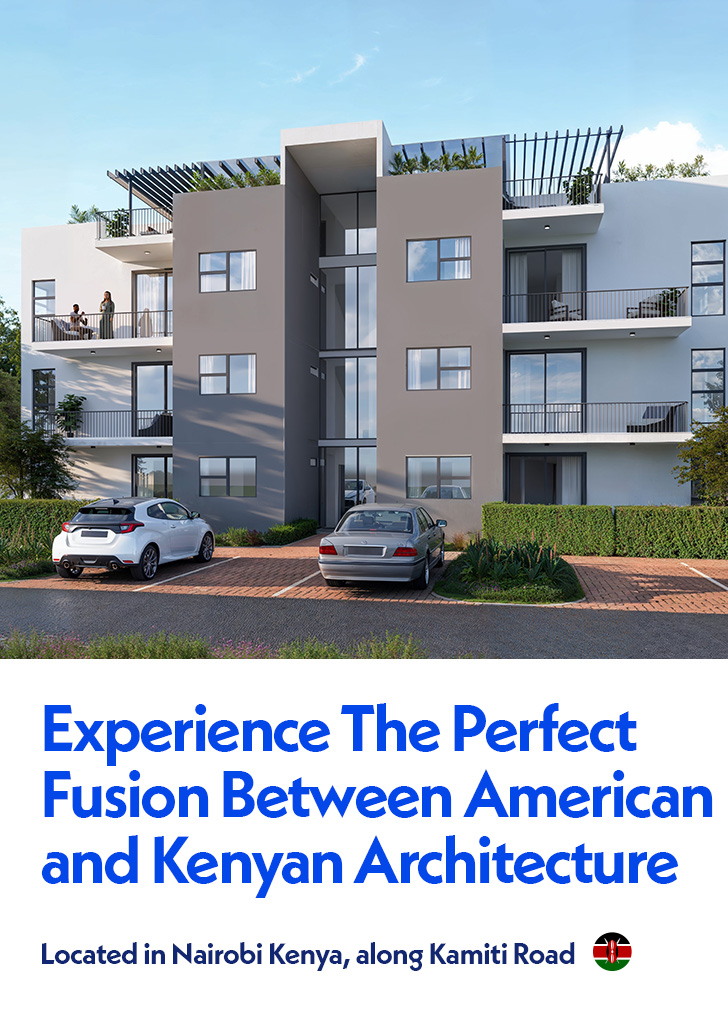 Experience The Perfect
Fusion Between American
and Kenyan Architecture
Located in Nairobi Kenya, along Kamiti Road